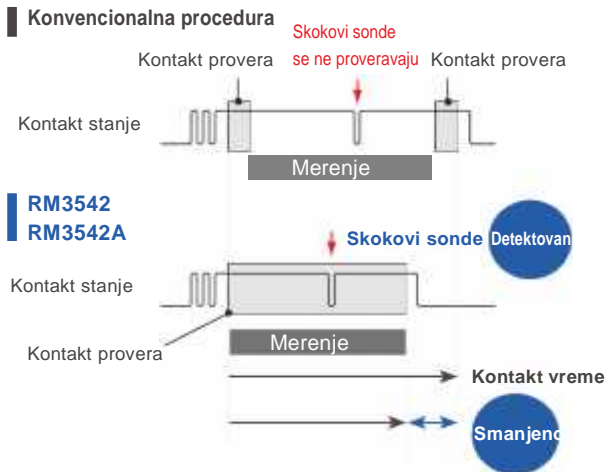 Konvencionalna procedura
Skokovi sonde
se ne proveravaju
Kontakt provera
Kontakt provera
Kontakt stanje
Merenje
RM3542
RM3542A
Skokovi sonde
Detektovan
Kontakt stanje
Kontakt provera
Merenje
Kontakt vreme
Smanjeno